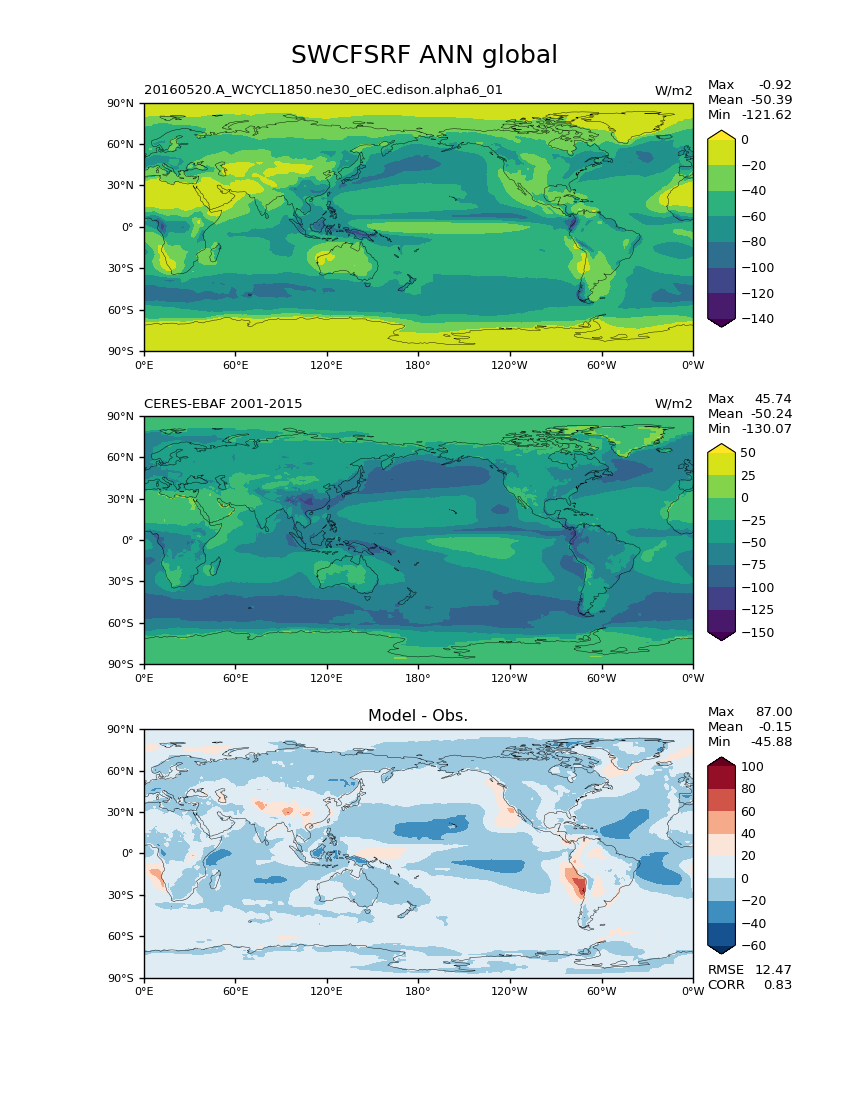 SWCFSRF ANN global
20160520.A_WCYCL1850.ne30_oEC.edison.alpha6_01 W/m2
Max -0.92
Mean -50.39
Min -121.62
90°N
60°N
30°N
0°
30°S
60°S
90°S
0°E 60°E 120°E 180° 120°W 60°W 0°W
0
−20
−40
−60
−80
−100
−120
−140
CERES-EBAF 2001-2015 W/m2
Max 45.74
Mean -50.24
Min -130.07
90°N
60°N
30°N
0°
30°S
60°S
90°S
0°E 60°E 120°E 180° 120°W 60°W 0°W
50
25
0
−25
−50
−75
−100
−125
−150
Model - Obs.
Max 87.00
Mean -0.15
Min -45.88
90°N
60°N
30°N
0°
30°S
60°S
90°S
0°E 60°E 120°E 180° 120°W 60°W 0°W
100
80
60
40
20
0
−20
−40
−60
RMSE 12.47
CORR 0.83